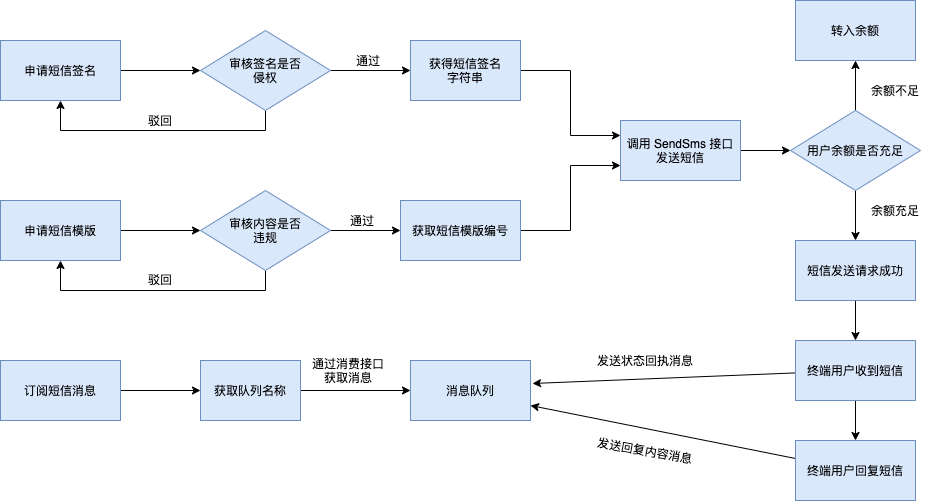 申请短信签名
审核签名是否
侵权
通过
获得短信签名
字符串
驳回
转入余额
余额不足
调用 SendSms 接口
发送短信
用户余额是否充足
余额充足
申请短信模版
审核内容是否
违规
通过
获取短信模版编号
驳回
短信发送请求成功
订阅短信消息
获取队列名称
通过消费接口
获取消息
消息队列
发送状态回执消息
终端用户收到短信
发送回复内容消息
终端用户回复短信